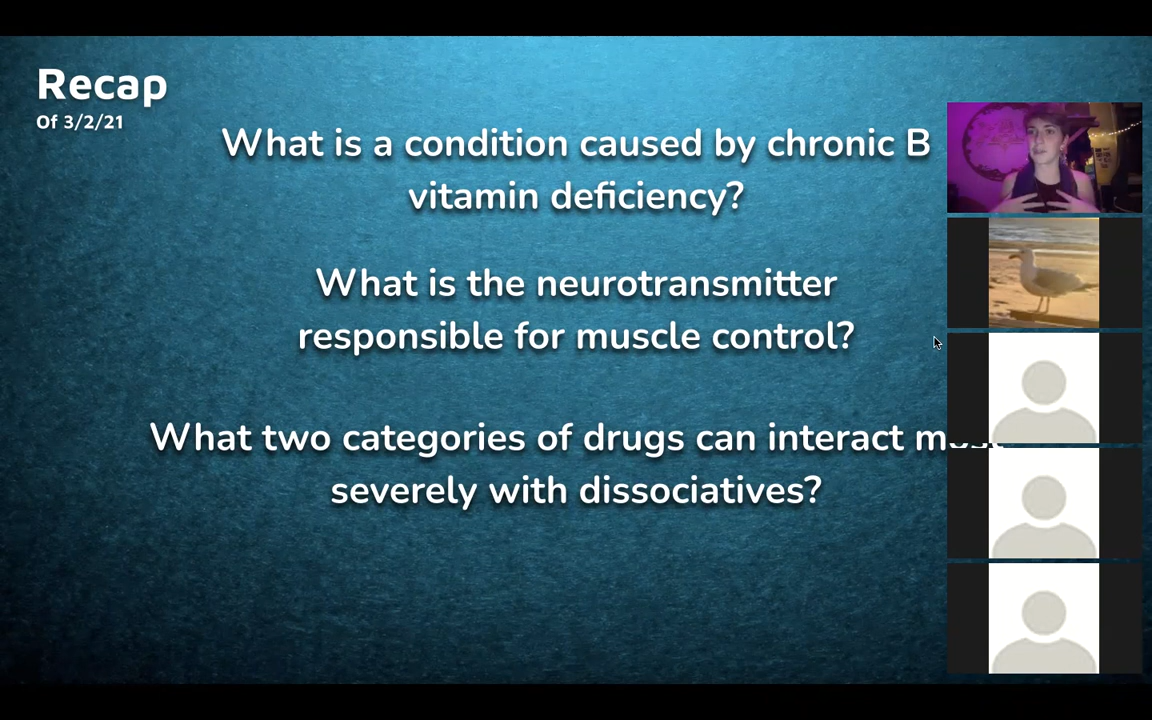 Recap
Of 3/2/21
What is a condition caused by chronic B
vitamin deficiency?
What is the neurotransmitter
responsible for muscle control?
What two categories of drugs can interact
severely with dissociatives?